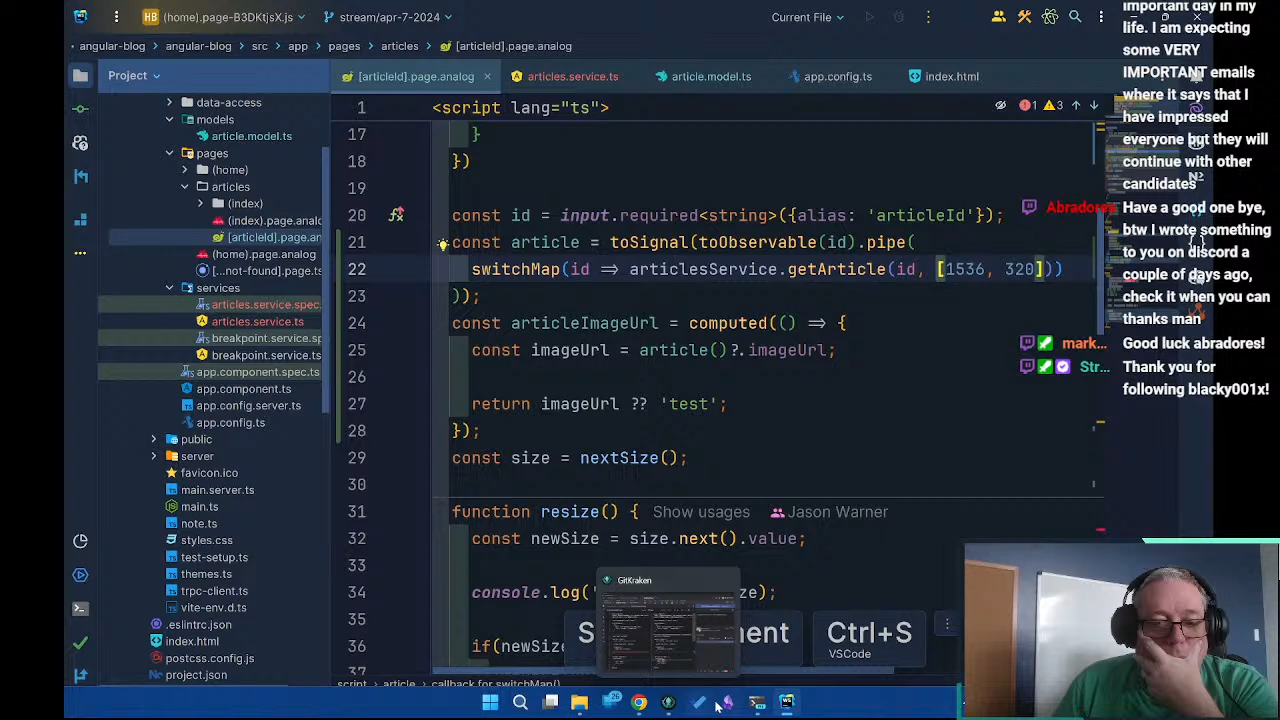 HB (home).page-B3DKtjsX.js
stream/apr-7-2024
Current File
angular-blog
angular-blog
src
app
pages
articles
[articleId].page.analog
Project
[articleId].page.analog
articles.service.ts
article.model.ts
app.config.ts
index.html
data-access
models
article.model.ts
pages
(home)
articles
(index)
(index).page.analog
[articleId].page.an
(home).page.analog
[...not-found].page.ts
services
articles.service.spec.
articles.service.ts
breakpoint.service.sp
breakpoint.service.ts
app.component.spec.ts
app.component.ts
app.config.server.ts
app.config.ts
public
server
favicon.ico
main.server.ts
main.ts
note.ts
styles.css
test-setup.ts
themes.ts
trpc-client.ts
vite-env.d.ts
.eslintrc.json
index.html
postcss.config.js
project.json
1 <script lang="ts">
1 3
17 }
18 })
19
20 const id = input.required<string>({alias: 'articleId'});
21 const article = toSignal(toObservable(id).pipe(
22 switchMap(id => articlesService.getArticle(id, [1536, 320]))
23 ));
24 const articleImageUrl = computed(() => {
25 const imageUrl = article()?.imageUrl;
26
27 return imageUrl ?? 'test';
28 });
29 const size = nextSize();
30
31 function resize() { Show usages Jason Warner
32 const newSize = size.next().value;
33
34 console.log(
ze);
35
36 if(newSize
37
script
article
callback for switchMap()
GitKraken
Ctrl+S
VSCode
26
important day in my
life. I am expecting
some VERY
IMPORTANT emails
where it says that I
have impressed
everyone but they will
continue with other
candidates
Abradores
Have a good one bye,
btw I wrote something
to you on discord a
couple of days ago,
check it when you can
thanks man
mark...
Good luck abradores!
Str...
Thank you for
following blacky001x!